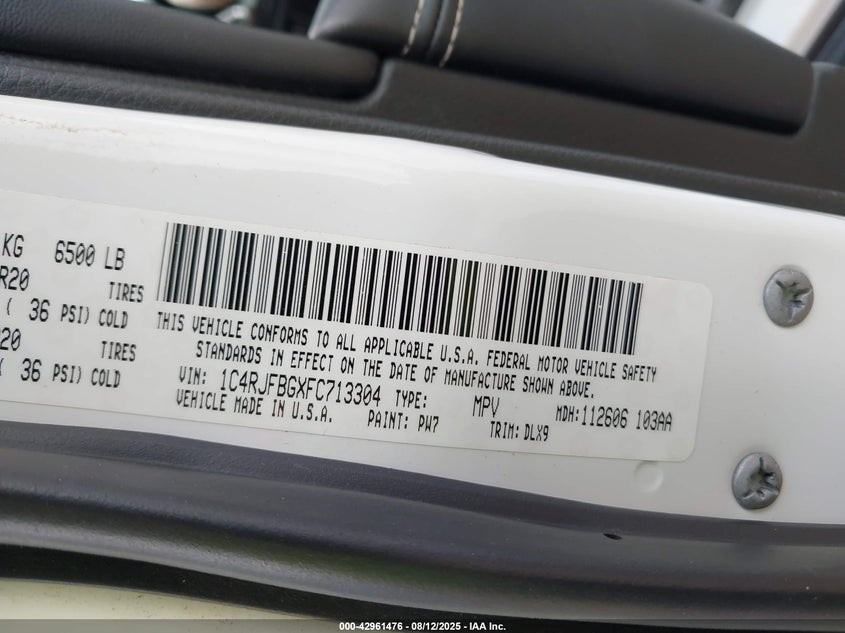 KG 6500 LB
R20 TIRES
( 36 PSI) COLD
20 TIRES
( 36 PSI) COLD
THIS VEHICLE CONFORMS TO ALL APPLICABLE U.S.A. FEDERAL MOTOR VEHICLE SAFETY
STANDARDS IN EFFECT ON THE DATE OF MANUFACTURE SHOWN ABOVE.
VIN: 1C4RJFBGXFC713304 TYPE: MPV MDH:112606 103AA
VEHICLE MADE IN U.S.A. PAINT: PW7 TRIM: DLX9
000-42961476 - 08/12/2025 - IAA Inc.